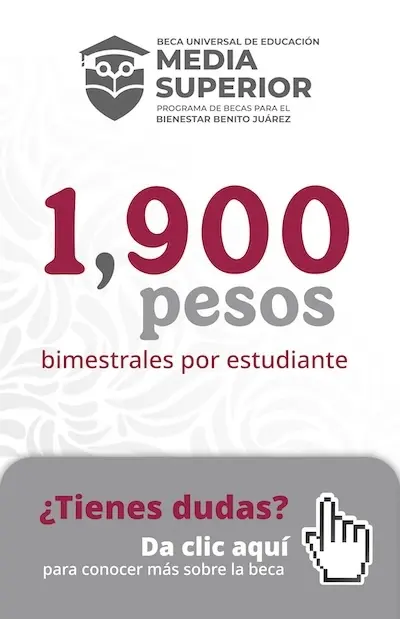 BECA UNIVERSAL DE EDUCACIÓN
MEDIA
SUPERIOR
PROGRAMA DE BECAS PARA EL
BIENESTAR BENITO JUÁREZ
1,900
pesos
bimestrales por estudiante
¿Tienes dudas?
Da clic aquí
para conocer más sobre la beca